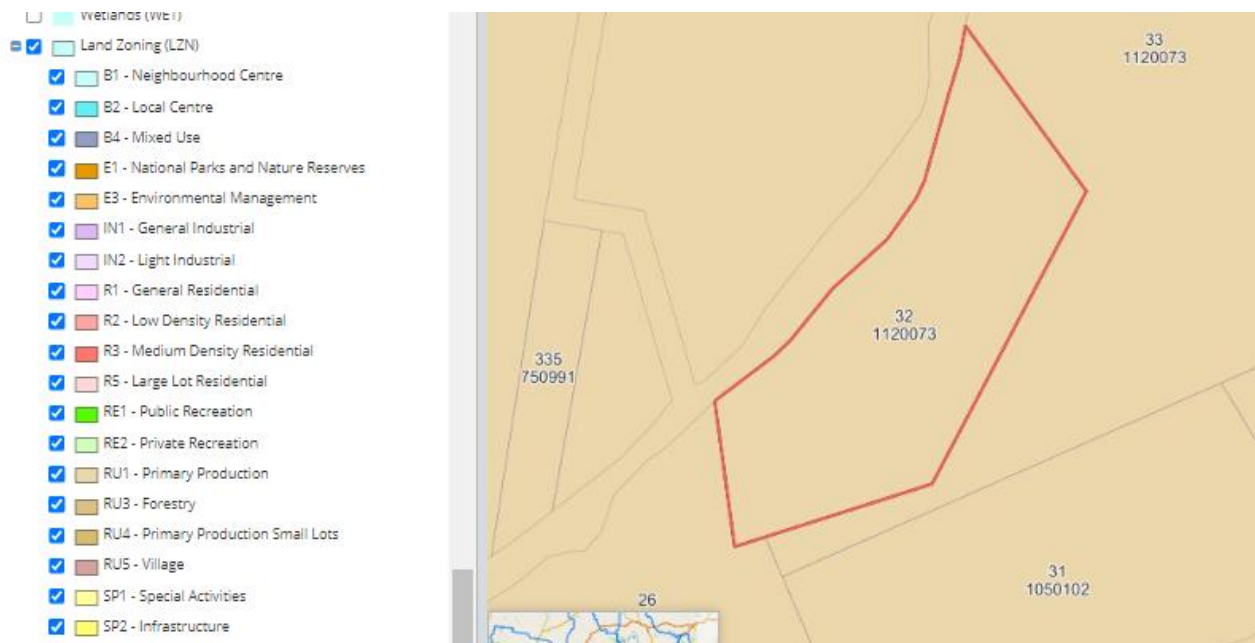 Wetlands (WET)
Land Zoning (LZN)
B1 - Neighbourhood Centre
B2 - Local Centre
B4 - Mixed Use
E1 - National Parks and Nature Reserves
E3 - Environmental Management
IN1 - General Industrial
IN2 - Light Industrial
R1 - General Residential
R2 - Low Density Residential
R3 - Medium Density Residential
R5 - Large Lot Residential
RE1 - Public Recreation
RE2 - Private Recreation
RU1 - Primary Production
RU3 - Forestry
RU4 - Primary Production Small Lots
RU5 - Village
SP1 - Special Activities
SP2 - Infrastructure
33
1120073
32
1120073
335
750991
31
1050102
26